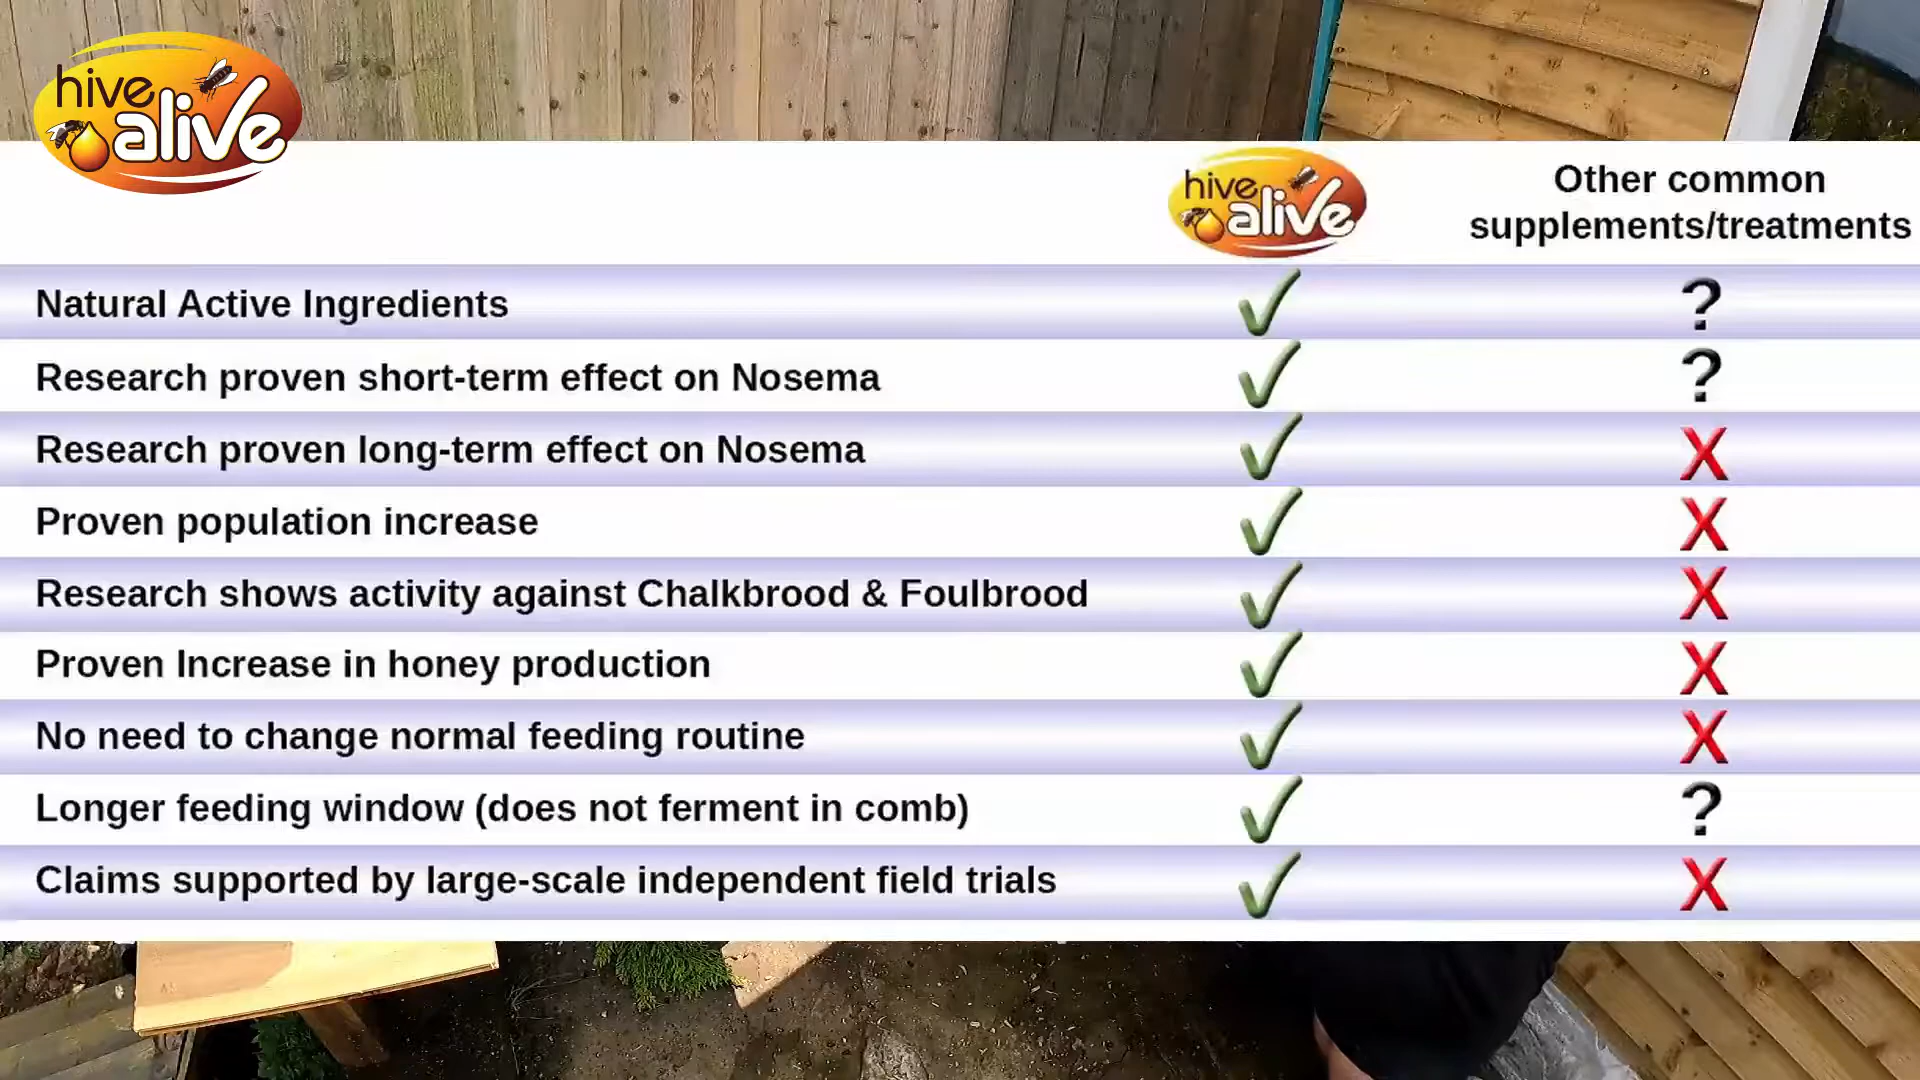 hive
alive
hive
alive
Other common
supplements/treatments
Natural Active Ingredients ✓ ?
Research proven short-term effect on Nosema ✓ ?
Research proven long-term effect on Nosema ✓ X
Proven population increase ✓ X
Research shows activity against Chalkbrood & Foulbrood ✓ X
Proven Increase in honey production ✓ X
No need to change normal feeding routine ✓ X
Longer feeding window (does not ferment in comb) ✓ ?
Claims supported by large-scale independent field trials ✓ X